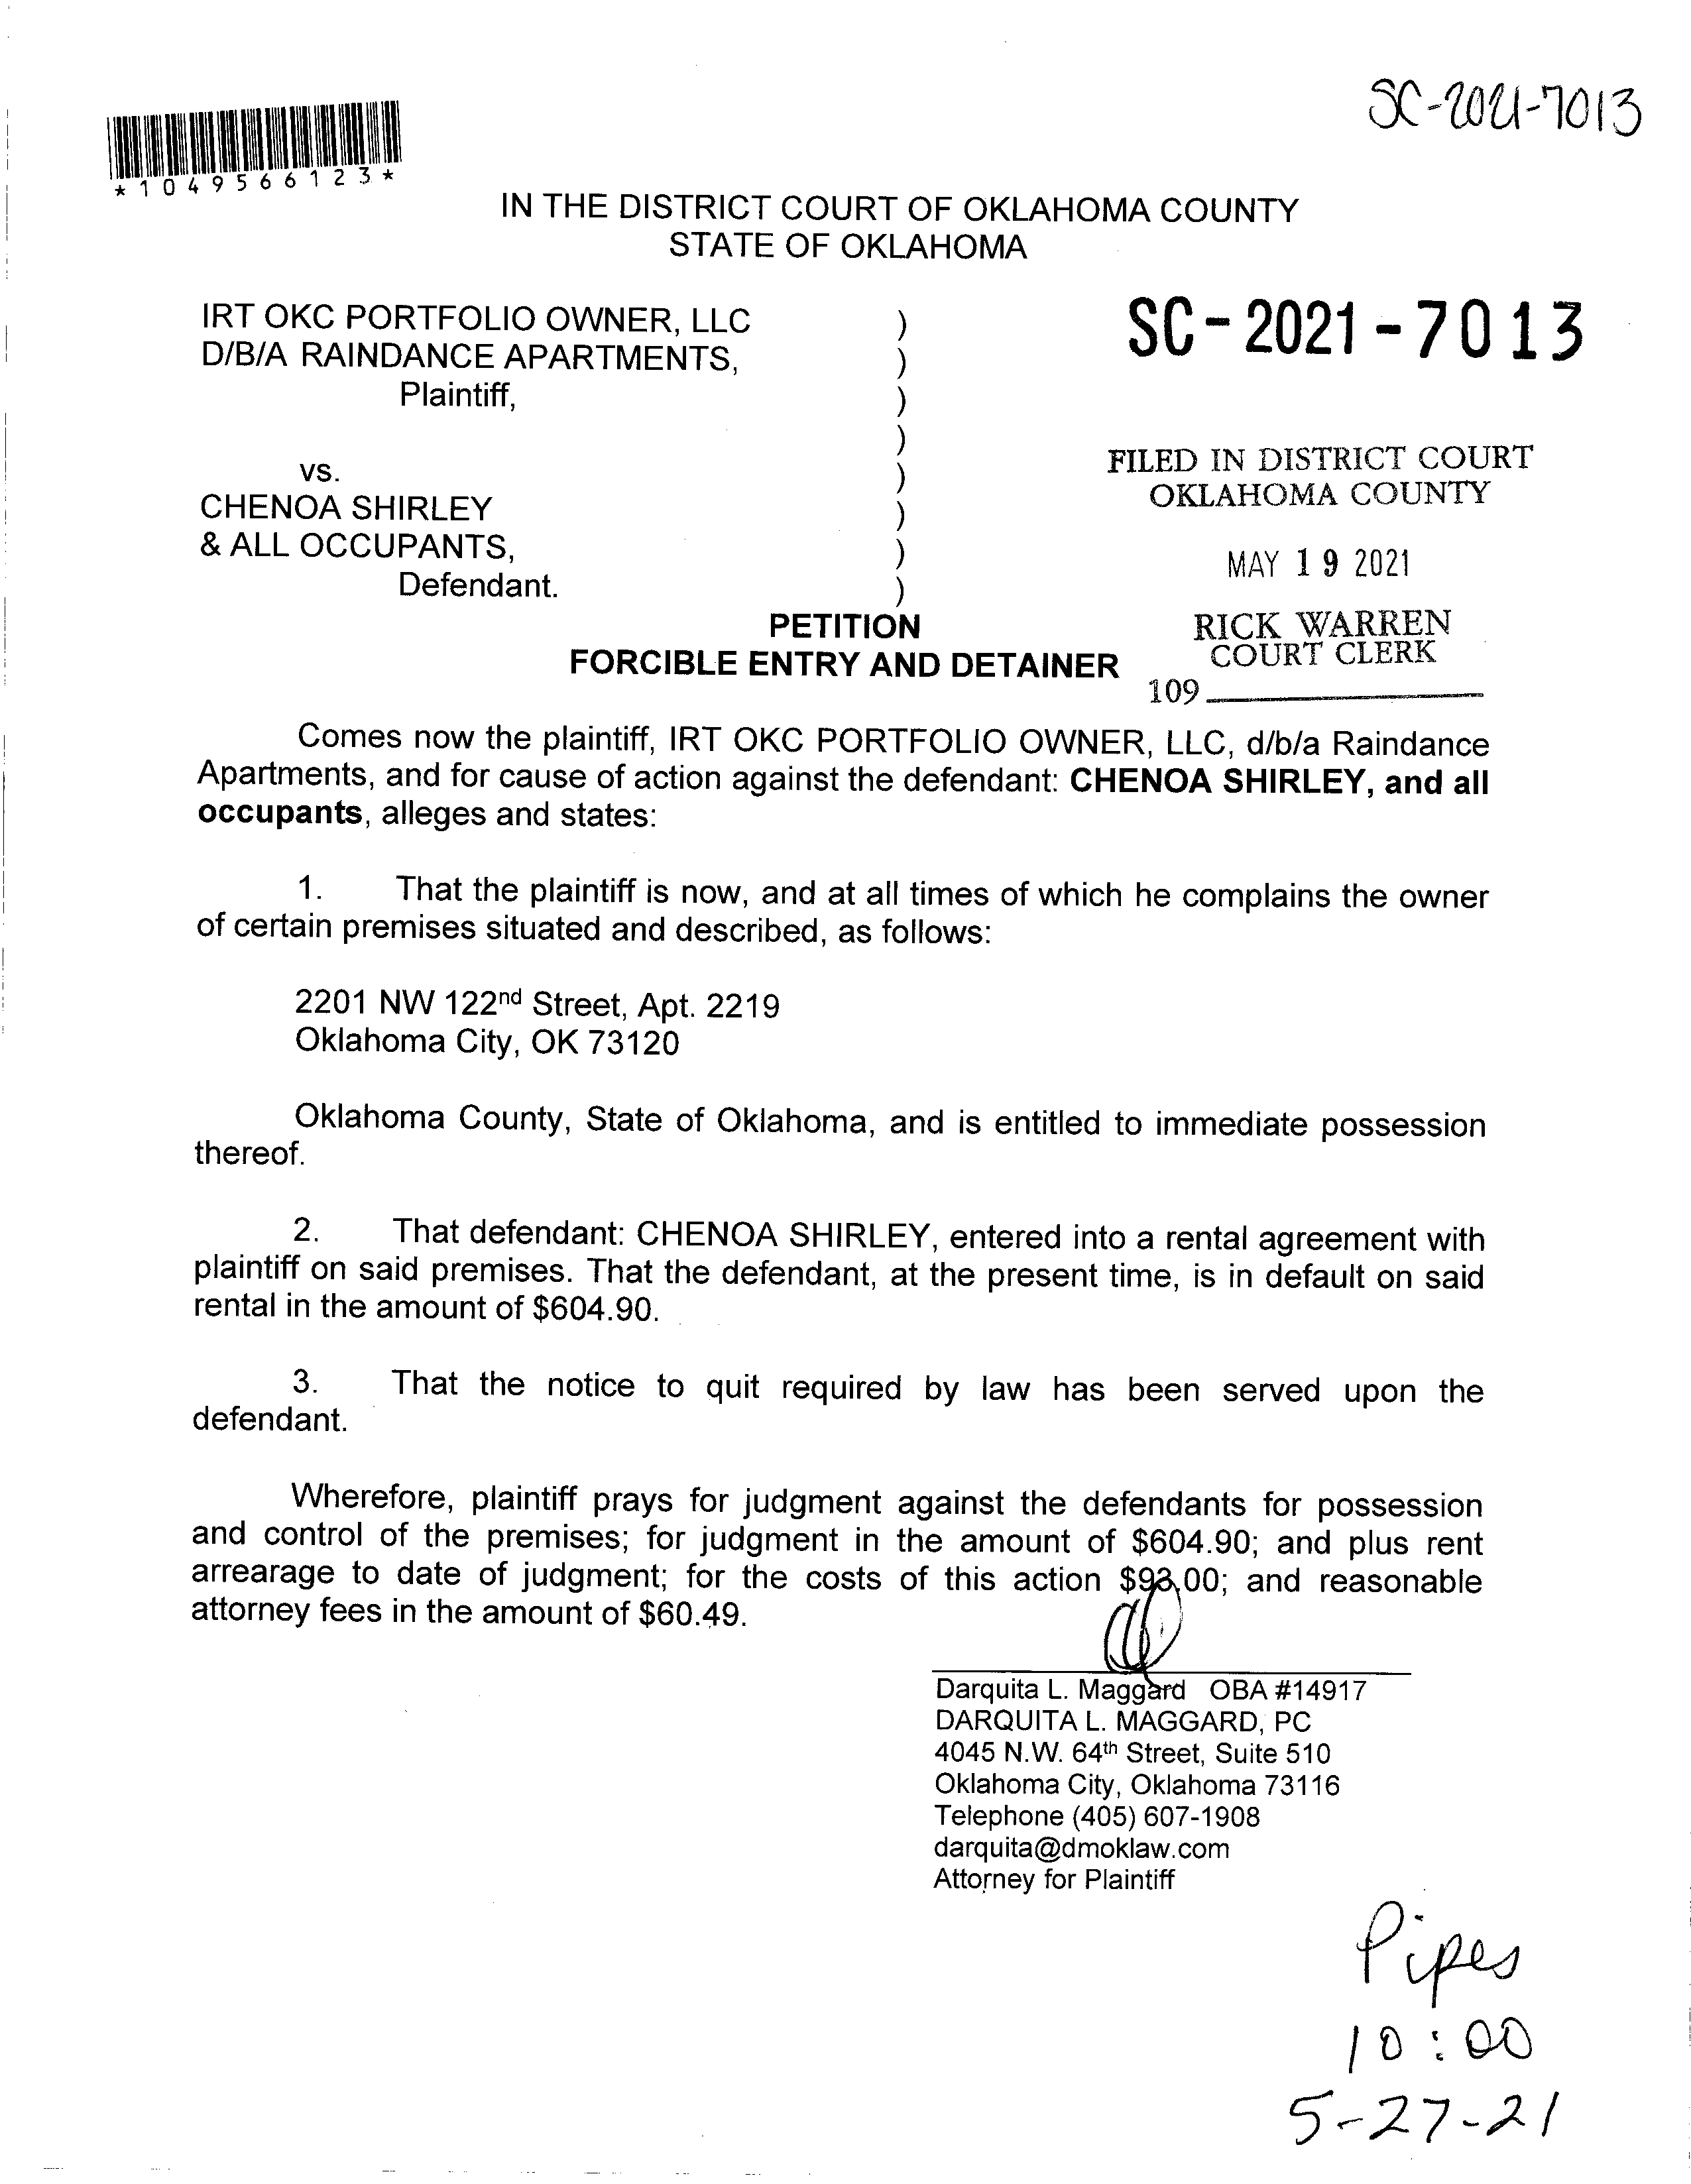 SC-2021-7013
*1049566123*
IN THE DISTRICT COURT OF OKLAHOMA COUNTY
STATE OF OKLAHOMA
IRT OKC PORTFOLIO OWNER, LLC )
D/B/A RAINDANCE APARTMENTS, )
Plaintiff, )
)
vs. )
CHENOA SHIRLEY )
& ALL OCCUPANTS, )
Defendant. )
SC-2021-7013
FILED IN DISTRICT COURT
OKLAHOMA COUNTY
MAY 19 2021
RICK WARREN
COURT CLERK
109
PETITION
FORCIBLE ENTRY AND DETAINER
Comes now the plaintiff, IRT OKC PORTFOLIO OWNER, LLC, d/b/a Raindance
Apartments, and for cause of action against the defendant: CHENOA SHIRLEY, and all
occupants, alleges and states:
1. That the plaintiff is now, and at all times of which he complains the owner
of certain premises situated and described, as follows:
2201 NW 122nd Street, Apt. 2219
Oklahoma City, OK 73120
Oklahoma County, State of Oklahoma, and is entitled to immediate possession
thereof.
2. That defendant: CHENOA SHIRLEY, entered into a rental agreement with
plaintiff on said premises. That the defendant, at the present time, is in default on said
rental in the amount of $604.90.
3. That the notice to quit required by law has been served upon the
defendant.
Wherefore, plaintiff prays for judgment against the defendants for possession
and control of the premises; for judgment in the amount of $604.90; and plus rent
arrearage to date of judgment; for the costs of this action $93.00; and reasonable
attorney fees in the amount of $60.49.
Darquita L. Maggard OBA #14917
DARQUITA L. MAGGARD, PC
4045 N.W. 64th Street, Suite 510
Oklahoma City, Oklahoma 73116
Telephone (405) 607-1908
darquita@dmoklaw.com
Attorney for Plaintiff
Pipes
10:00
5-27-21